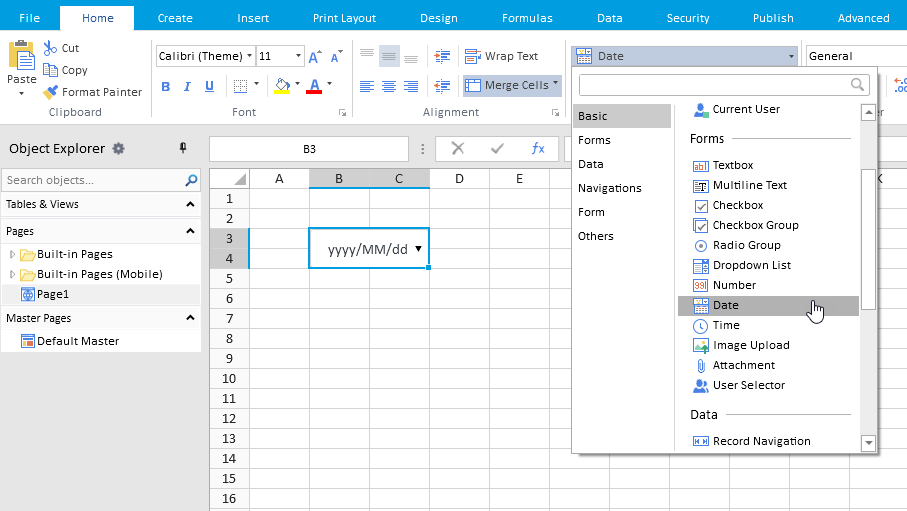 File Home Create Insert Print Layout Design Formulas Data Security Publish Advanced
Paste
Cut
Copy
Format Painter
Clipboard
Calibri (Theme) 11
A A
B I U A
Font
Wrap Text
Merge Cells
Alignment
Date
General
Basic
Forms
Data
Navigations
Form
Others
Current User
Forms
Textbox
Multiline Text
Checkbox
Checkbox Group
Radio Group
Dropdown List
Number
Date
Time
Image Upload
Attachment
User Selector
Data
Record Navigation
Object Explorer
Search objects...
Tables & Views
Pages
Built-in Pages
Built-in Pages (Mobile)
Page1
Master Pages
Default Master
B3
fx
A B C D E K
1
2
3
yyyy/MM/dd
4
5
6
7
8
9
10
11
12
13
14
15
16